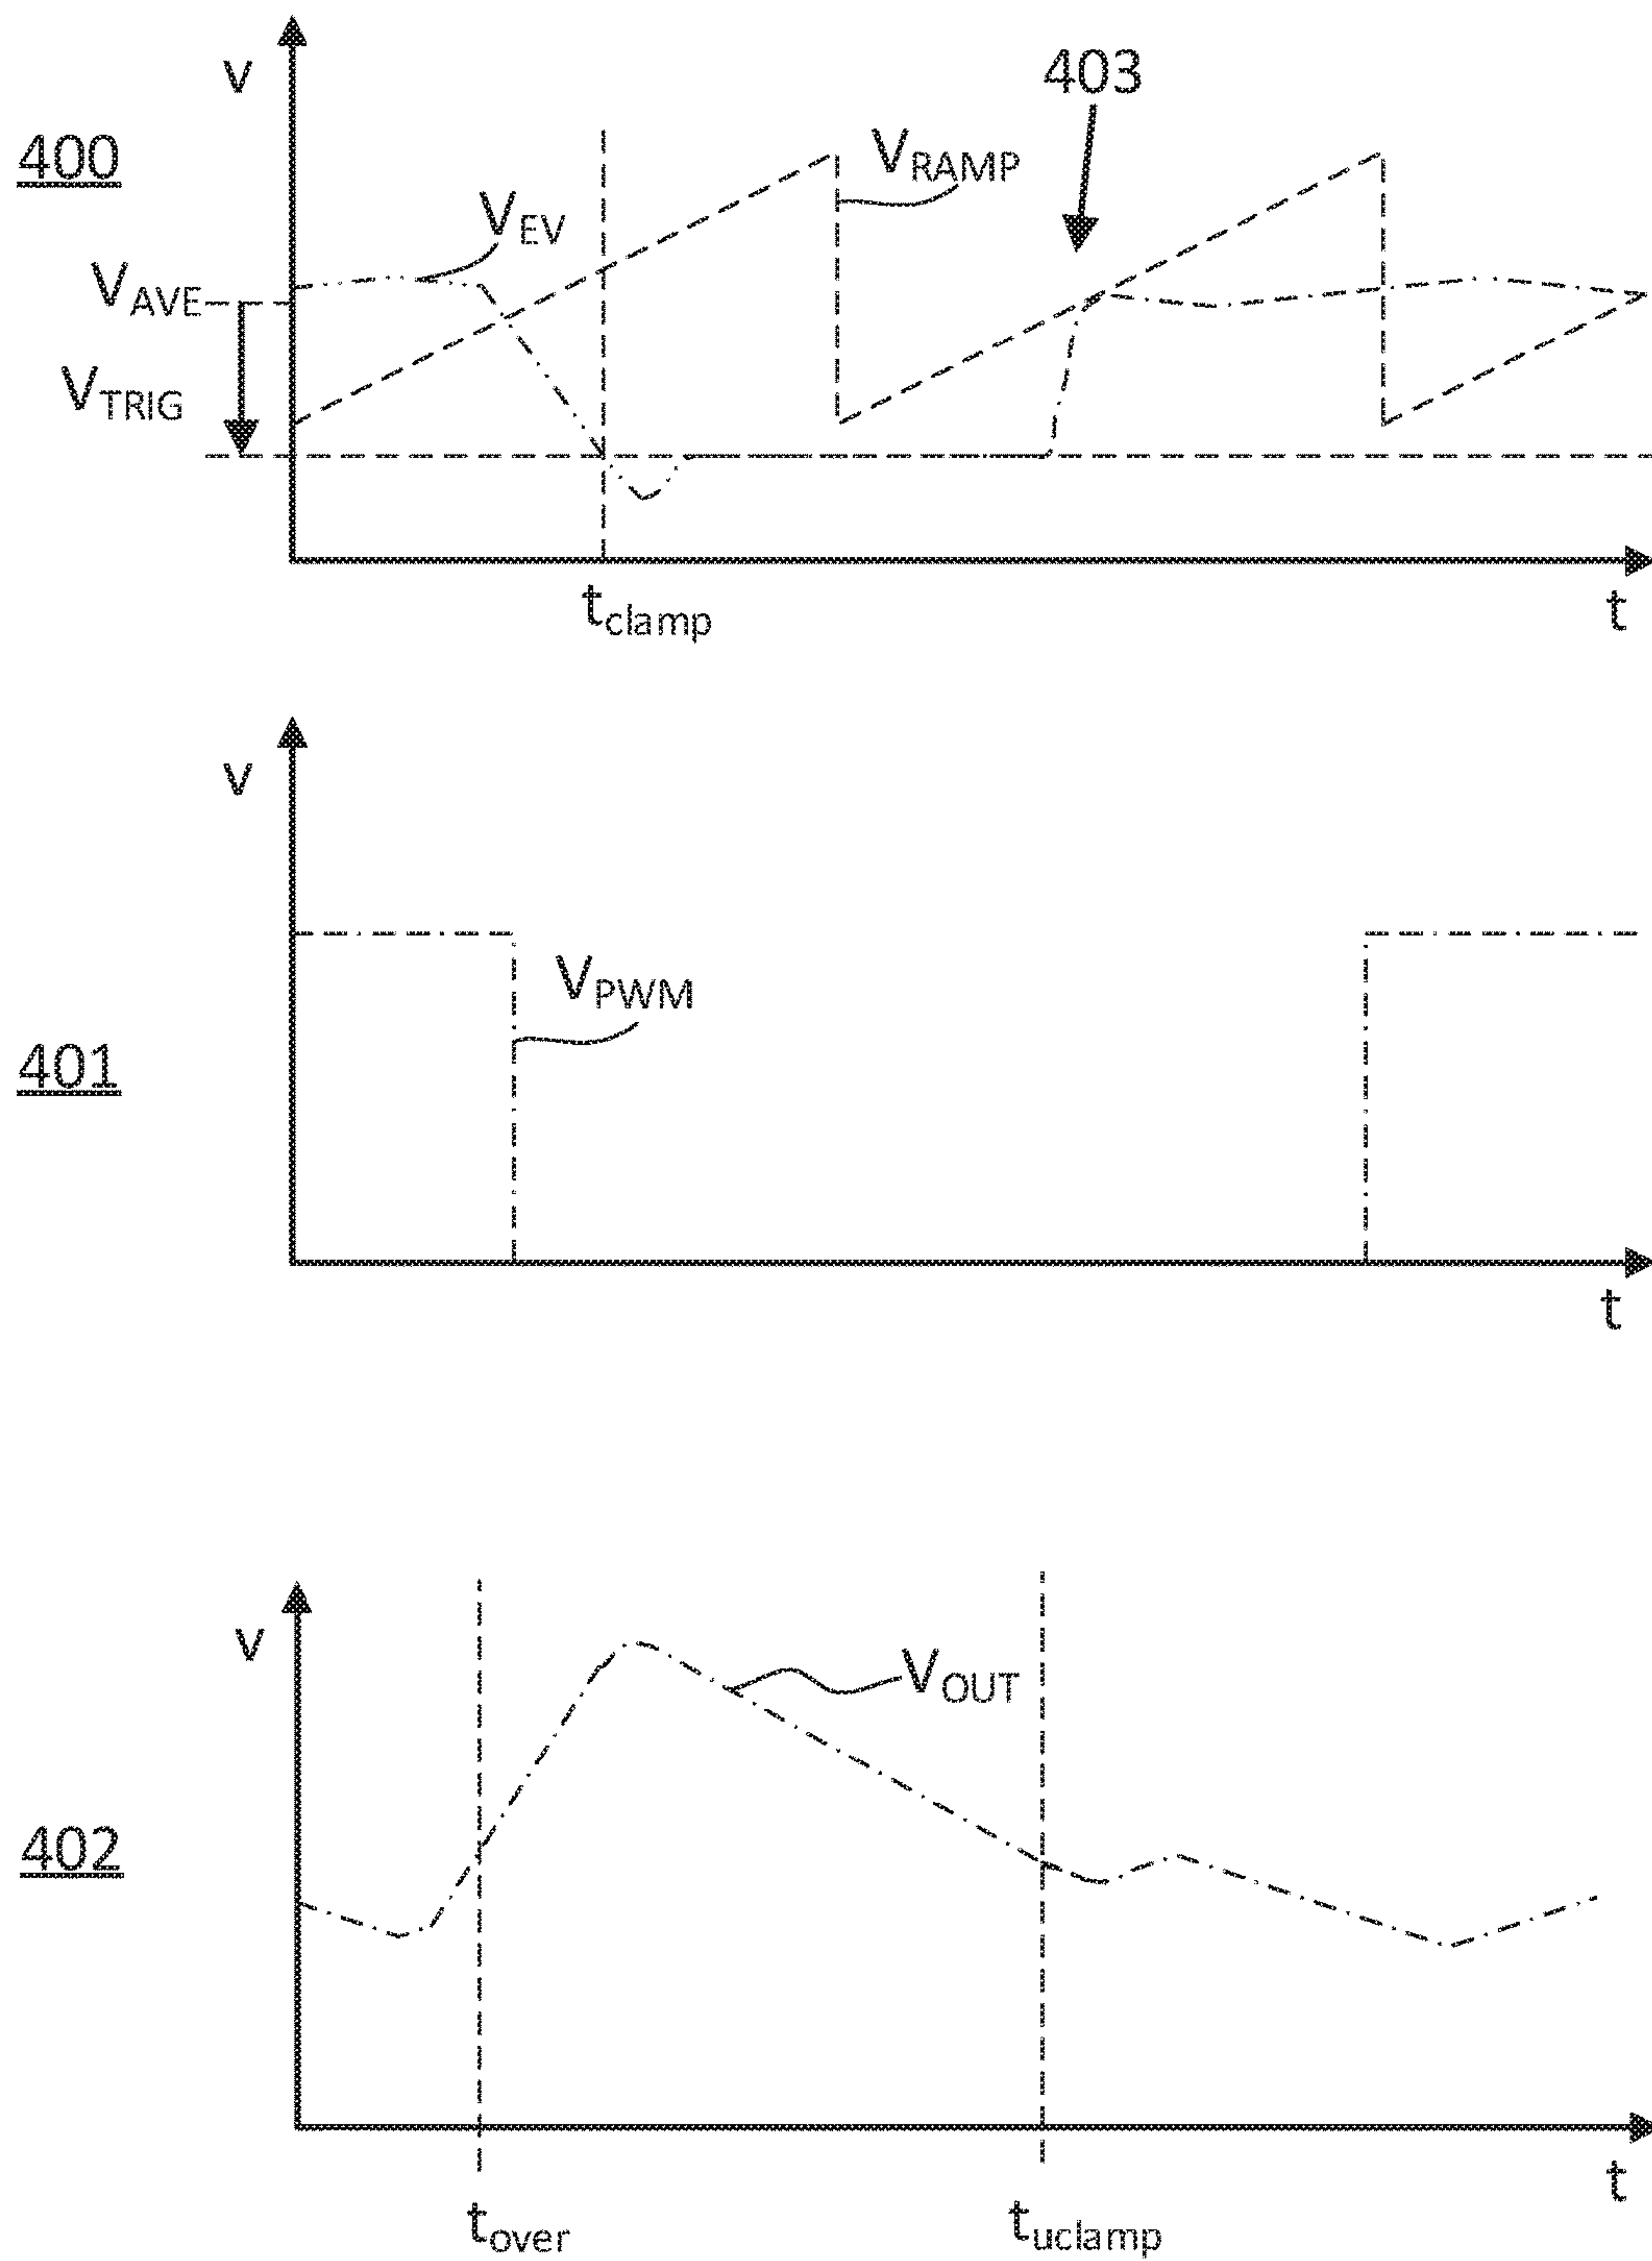 v
403
400
V_RAMP
V_EV
V_AVE
V_TRIG
t_clamp
t
v
V_PWM
401
t
v
V_OUT
402
t
t_over
t_uclamp